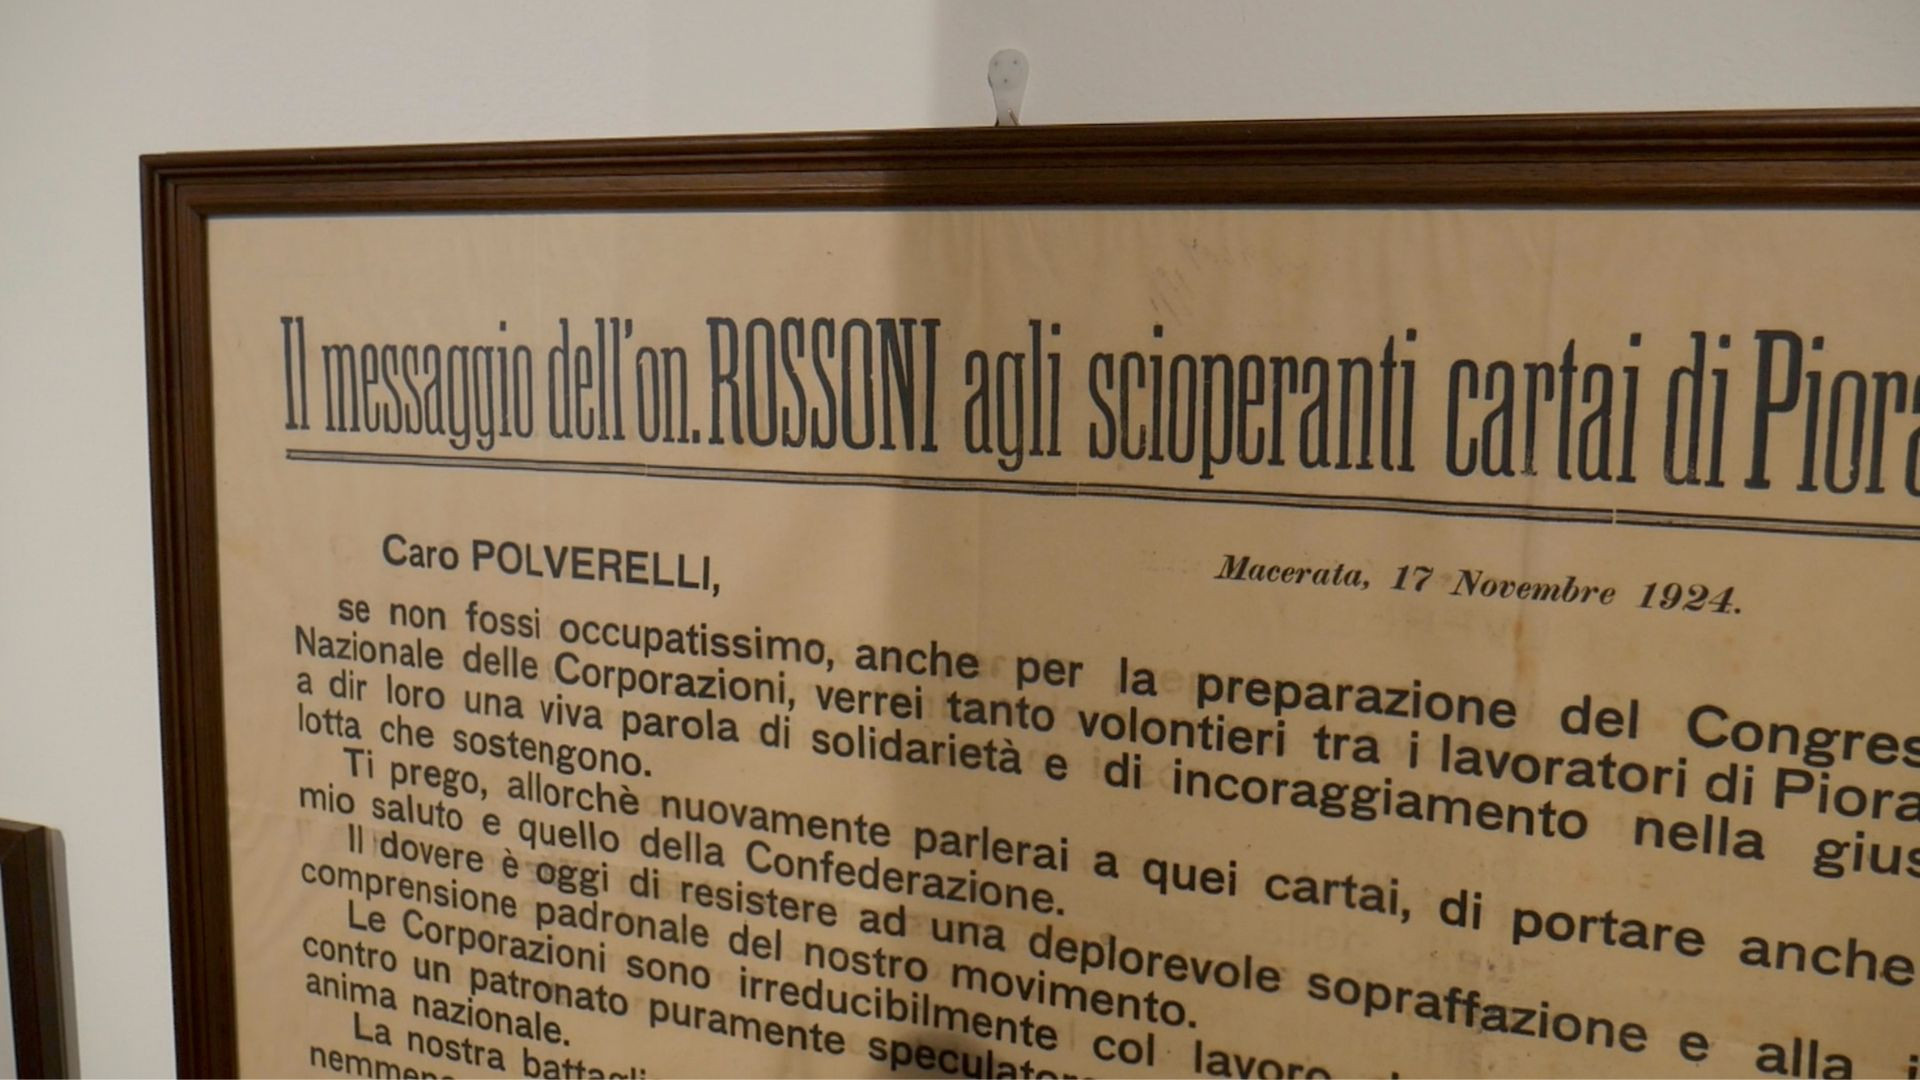 Il messaggio dell'on. ROSSONI agli scioperanti cartai di Piora
Caro POLVERELLI,
Macerata, 17 Novembre 1924.
se non fossi occupatissimo, anche per la preparazione del Congres
Nazionale delle Corporazioni, verrei tanto volontieri tra i lavoratori di Piora
a dir loro una viva parola di solidarietà e di incoraggiamento nella gius
lotta che sostengono.
Ti prego, allorchè nuovamente parlerai a quei cartai, di portare anche
mio saluto e quello della Confederazione.
Il dovere è oggi di resistere ad una deplorevole sopraffazione e alla i
comprensione padronale del nostro movimento.
Le Corporazioni sono irreducibilmente col lavoro
contro un patronato puramente speculator
anima nazionale.
La nostra battagli
nemmeno